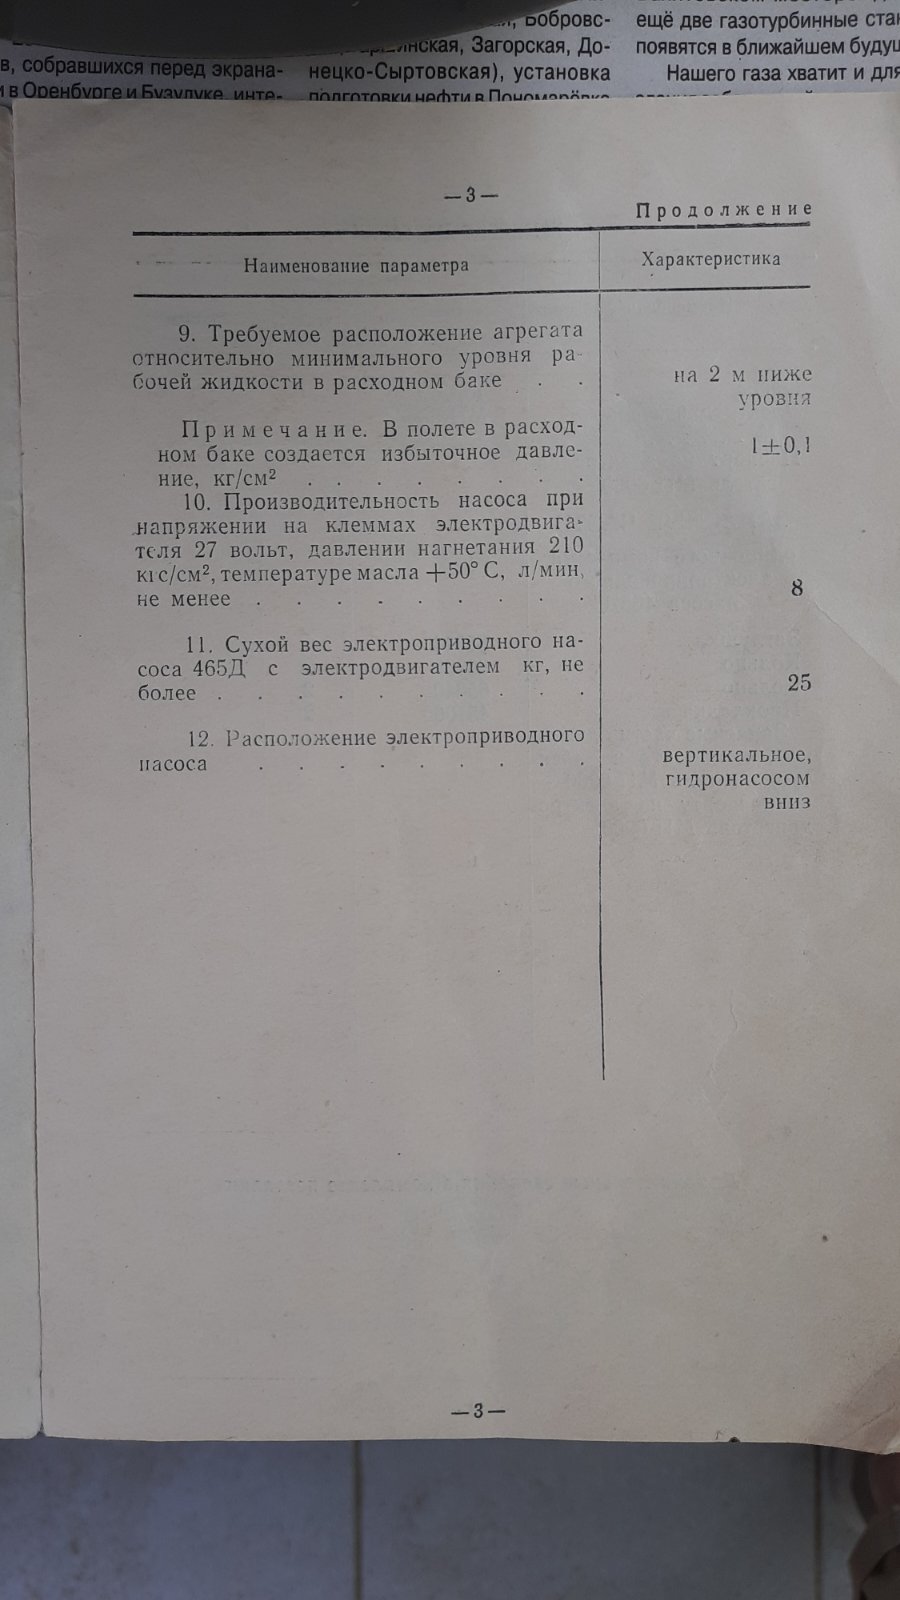 в, собравшихся перед экрана-
и в Оренбурге и Бузулуке, инте-
Бобровс-
Загорская, До-
нецко-Сыртовская), установка
подготовки нефти в Пономарёвке
ещё две газотурбинные
появятся в ближайшем
Нашего газа хватит и для
—3—
Продолжение
Наименование параметра
Характеристика
9. Требуемое расположение агрегата
относительно минимального уровня ра-
бочей жидкости в расходном баке . .
на 2 м ниже
уровня
Примечание. В полете в расход-
ном баке создается избыточное давле-
ние, кг/см² . . . . . . .
1±0,1
10. Производительность насоса при
напряжении на клеммах электродвига-
теля 27 вольт, давлении нагнетания 210
кгс/см², температуре масла +50° С, л/мин,
не менее . . . . . . . . .
8
11. Сухой вес электроприводного на-
соса 465Д с электродвигателем кг, не
более . . . . . . . . . .
25
12. Расположение электроприводного
насоса . . . . . . . . .
вертикальное,
гидронасосом
вниз
—3—